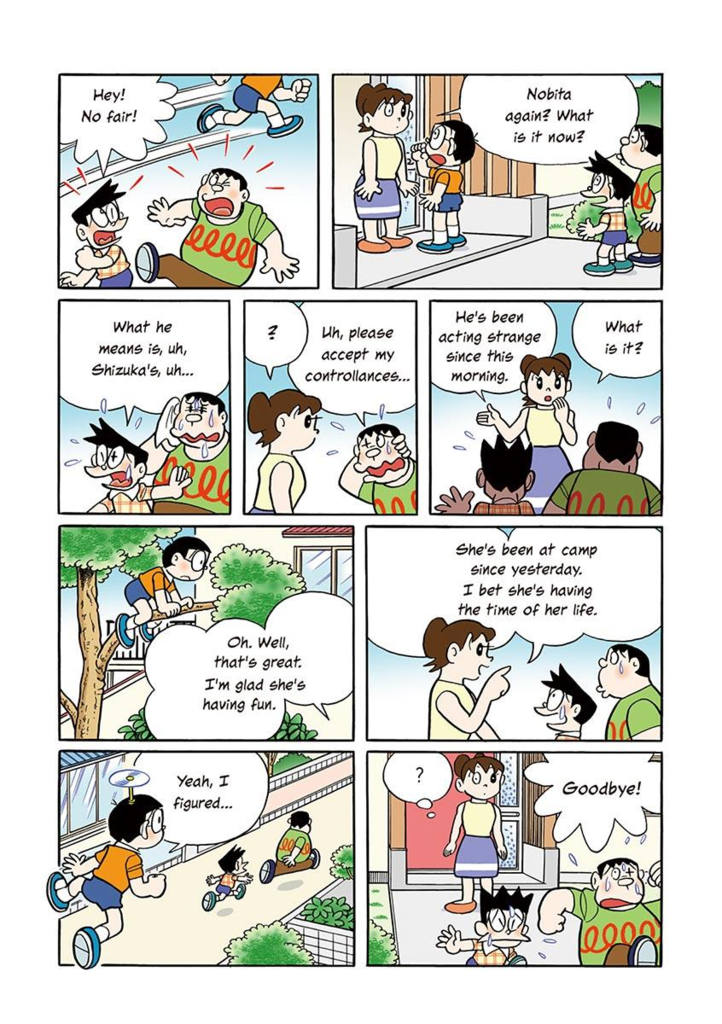 Nobita
again? What
is it now?
Hey!
No fair!
What
is it?
He's been
acting strange
since this
morning.
Uh, please
accept my
controllances...
?
What he
means is, uh,
Shizuka's, uh...
She's been at camp
since yesterday.
I bet she's having
the time of her life.
Oh. Well,
that's great.
I'm glad she's
having fun.
Goodbye!
?
Yeah, I
figured...